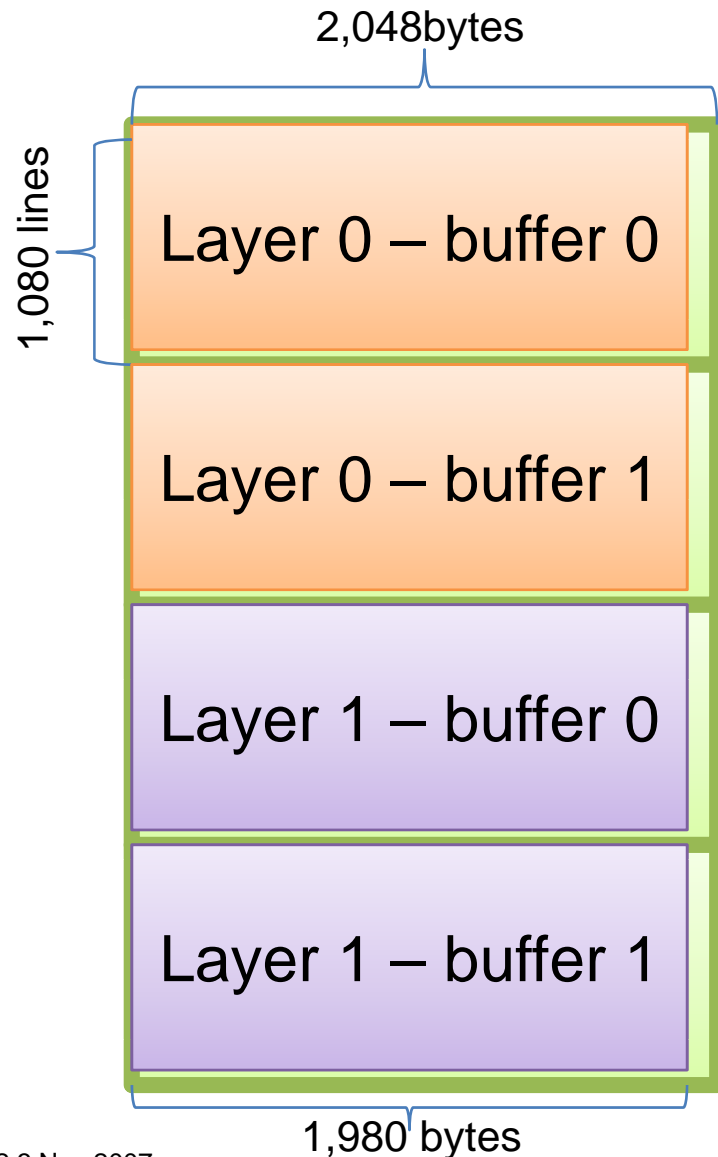 2,048bytes
1,080 lines
Layer 0 – buffer 0
Layer 0 – buffer 1
Layer 1 – buffer 0
Layer 1 – buffer 1
1,980 bytes